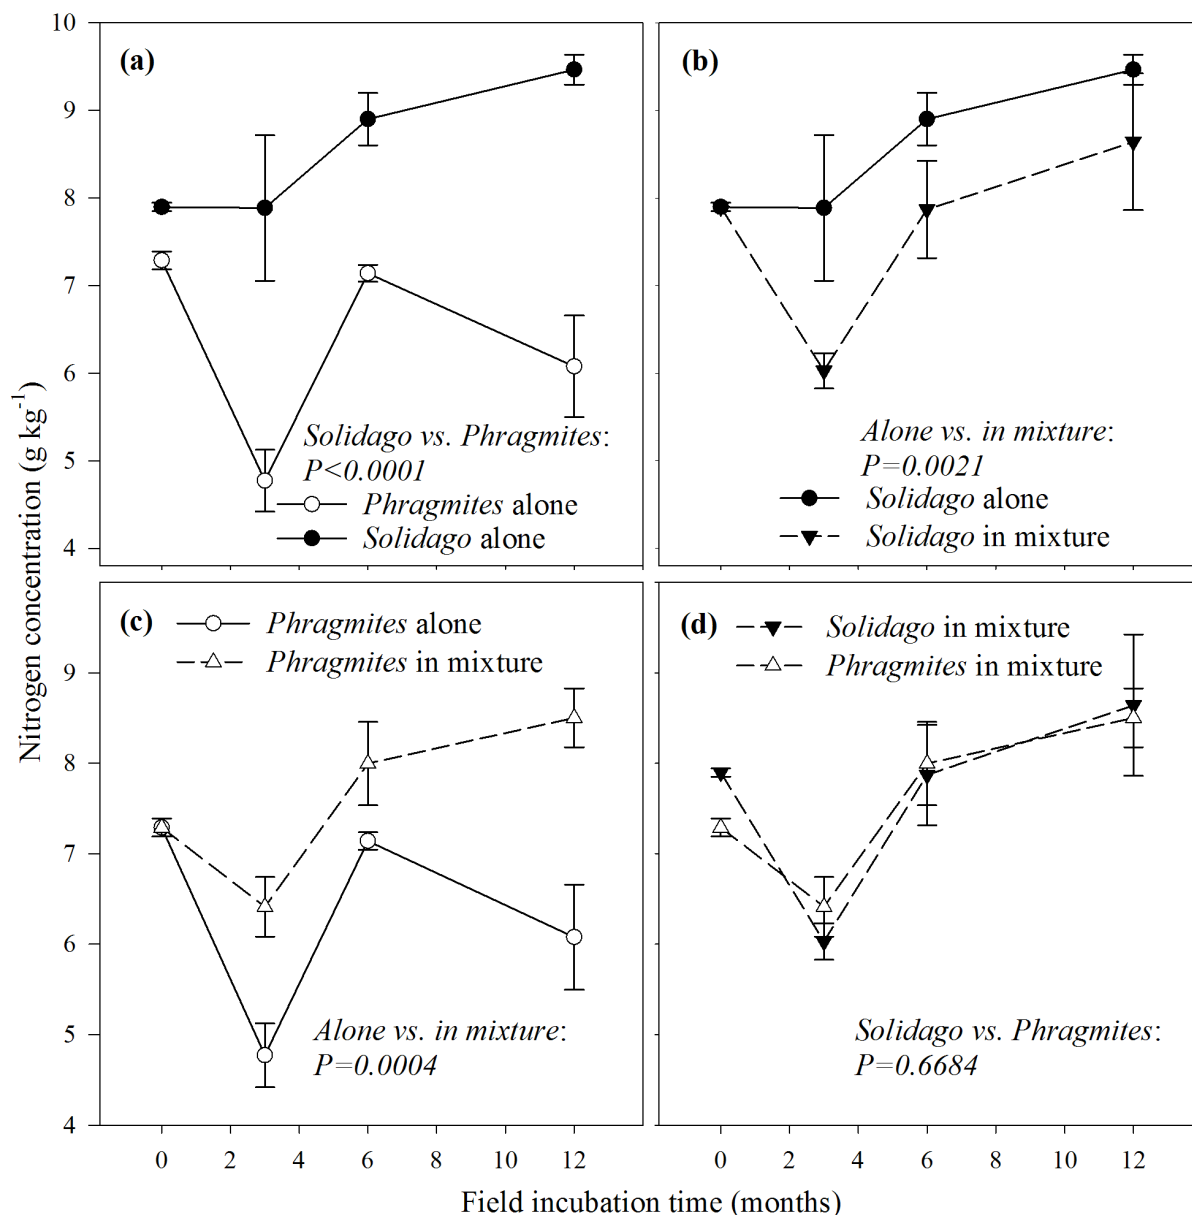 Nitrogen concentration (g kg⁻¹)
10
9
8
7
6
5
4
(a)
Solidago vs. Phragmites:
P<0.0001
Phragmites alone
Solidago alone
(b)
Alone vs. in mixture:
P=0.0021
Solidago alone
Solidago in mixture
9
8
7
6
5
4
(c)
Phragmites alone
Phragmites in mixture
Alone vs. in mixture:
P=0.0004
(d)
Solidago in mixture
Phragmites in mixture
Solidago vs. Phragmites:
P=0.6684
0 2 4 6 8 10 12
0 2 4 6 8 10 12
Field incubation time (months)